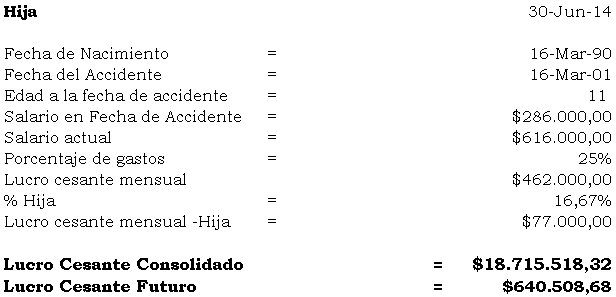 Hija 30-Jun-14
Fecha de Nacimiento = 16-Mar-90
Fecha del Accidente = 16-Mar-01
Edad a la fecha de accidente = 11
Salario en Fecha de Accidente = $286.000,00
Salario actual = $616.000,00
Porcentaje de gastos = 25%
Lucro cesante mensual $462.000,00
% Hija = 16,67%
Lucro cesante mensual -Hija = $77.000,00
Lucro Cesante Consolidado = $18.715.518,32
Lucro Cesante Futuro = $640.508,63